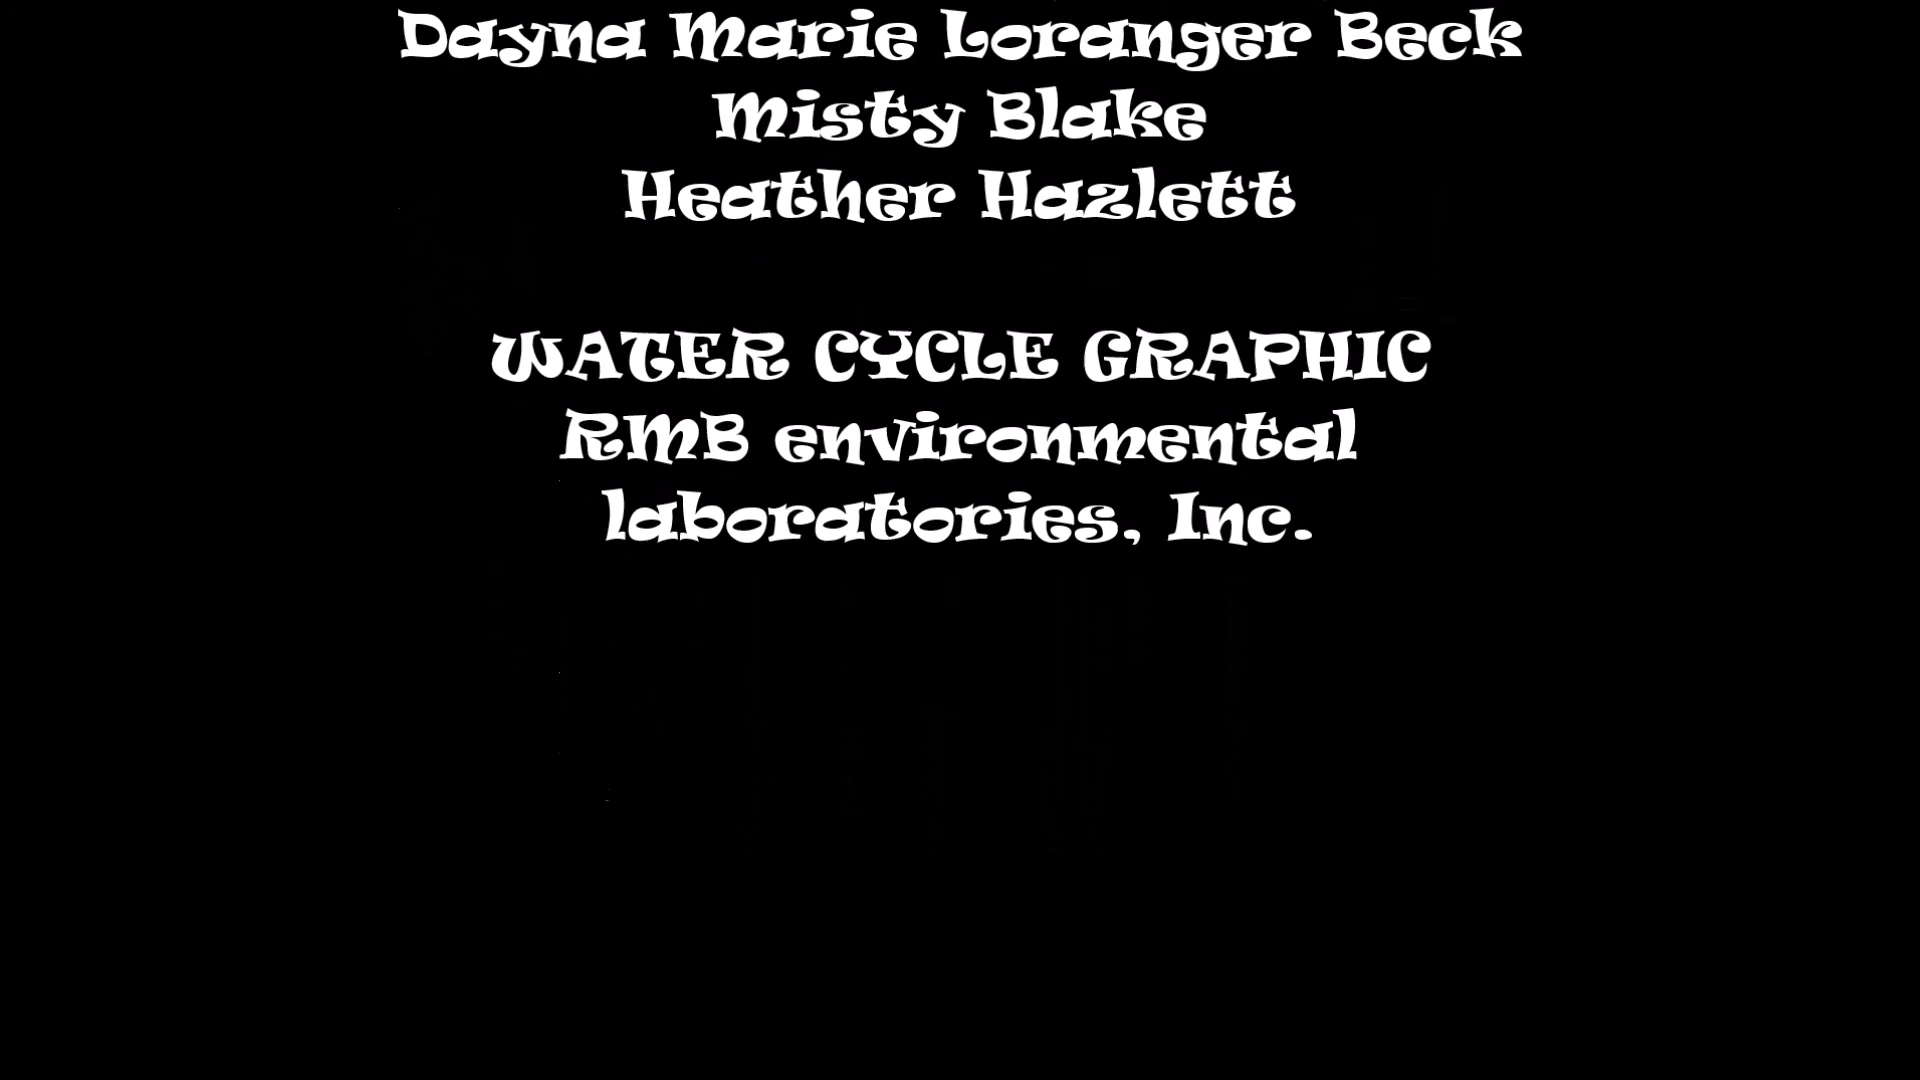 Dayna Marie Loranger Beck
Misty Blake
Heather Hazlett
WATER CYCLE GRAPHIC
RMB environmental
laboratories, Inc.